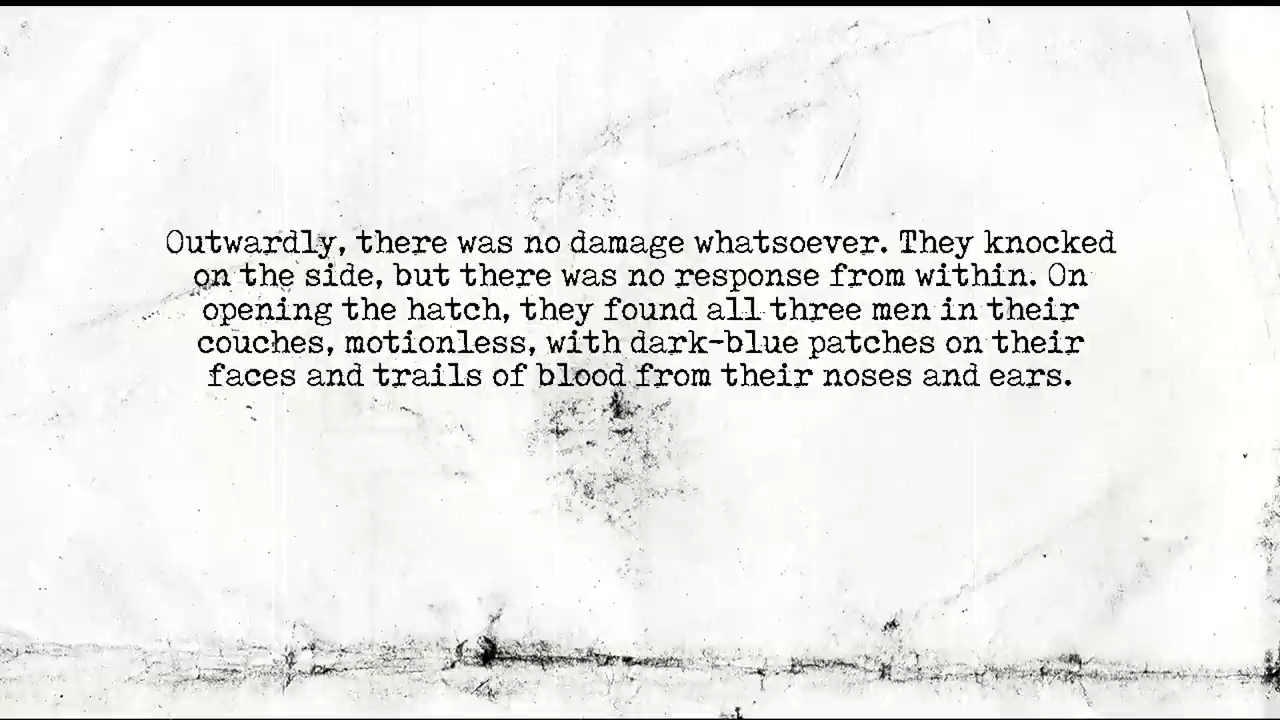 Outwardly, there was no damage whatsoever. They knocked
on the side, but there was no response from within. On
opening the hatch, they found all three men in their
couches, motionless, with dark-blue patches on their
faces and trails of blood from their noses and ears.